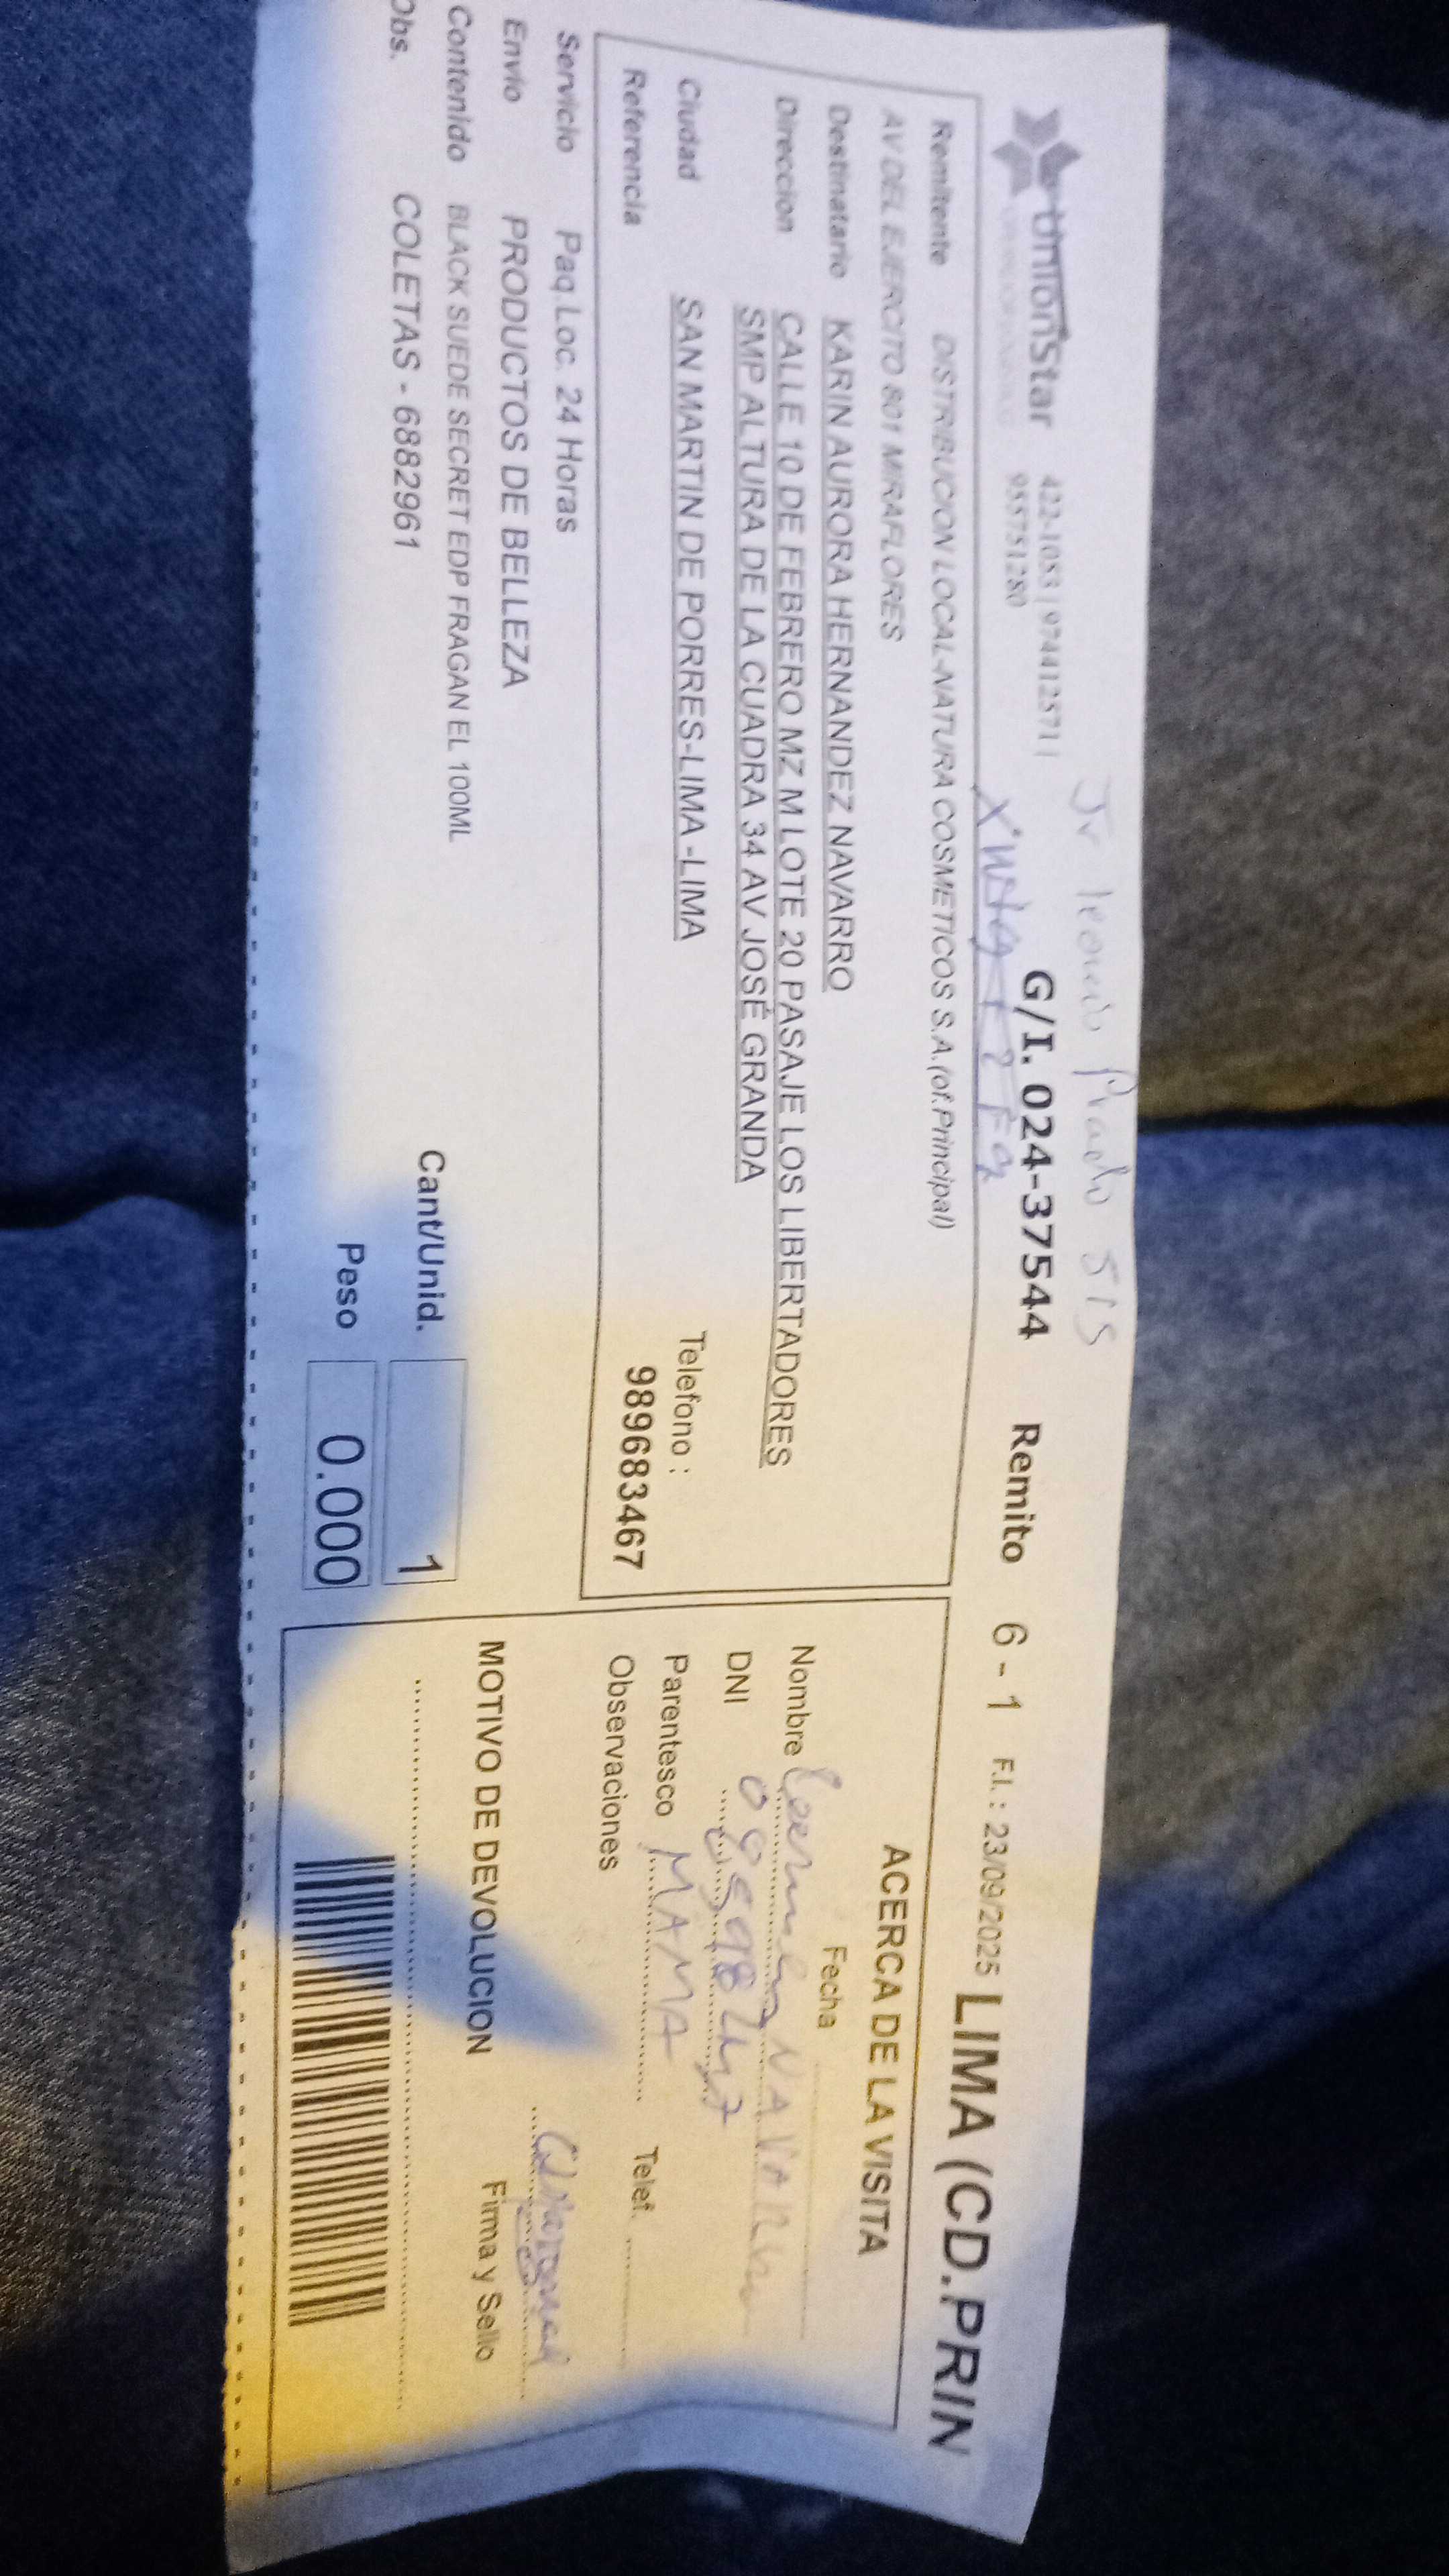 UnionStar
422-1053 | 974412571 |
955751280
Jr Prado 515
G/I. 024-37544 Remito 6 - 1 F.I.: 23/09/2025 LIMA (CD.PRIN
Remitente DISTRIBUCION LOCAL-NATURA COSMETICOS S.A.(of.Principal)
AV DEL EJERCITO 801 MIRAFLORES
Destinatario KARIN AURORA HERNANDEZ NAVARRO
Direccion CALLE 10 DE FEBRERO MZ M LOTE 20 PASAJE LOS LIBERTADORES
SMP ALTURA DE LA CUADRA 34 AV JOSÉ GRANDA
Ciudad SAN MARTIN DE PORRES-LIMA -LIMA
Telefono :
Referencia 989683467
Servicio Paq.Loc. 24 Horas
Envio PRODUCTOS DE BELLEZA
Contenido BLACK SUEDE SECRET EDP FRAGAN EL 100ML
Obs. COLETAS - 6882961
Cant/Unid. 1
Peso 0.000
ACERCA DE LA VISITA
Fecha
Nombre NAVARRO
DNI
Parentesco MAMA
Observaciones
Telef.
MOTIVO DE DEVOLUCION
Firma y Sello